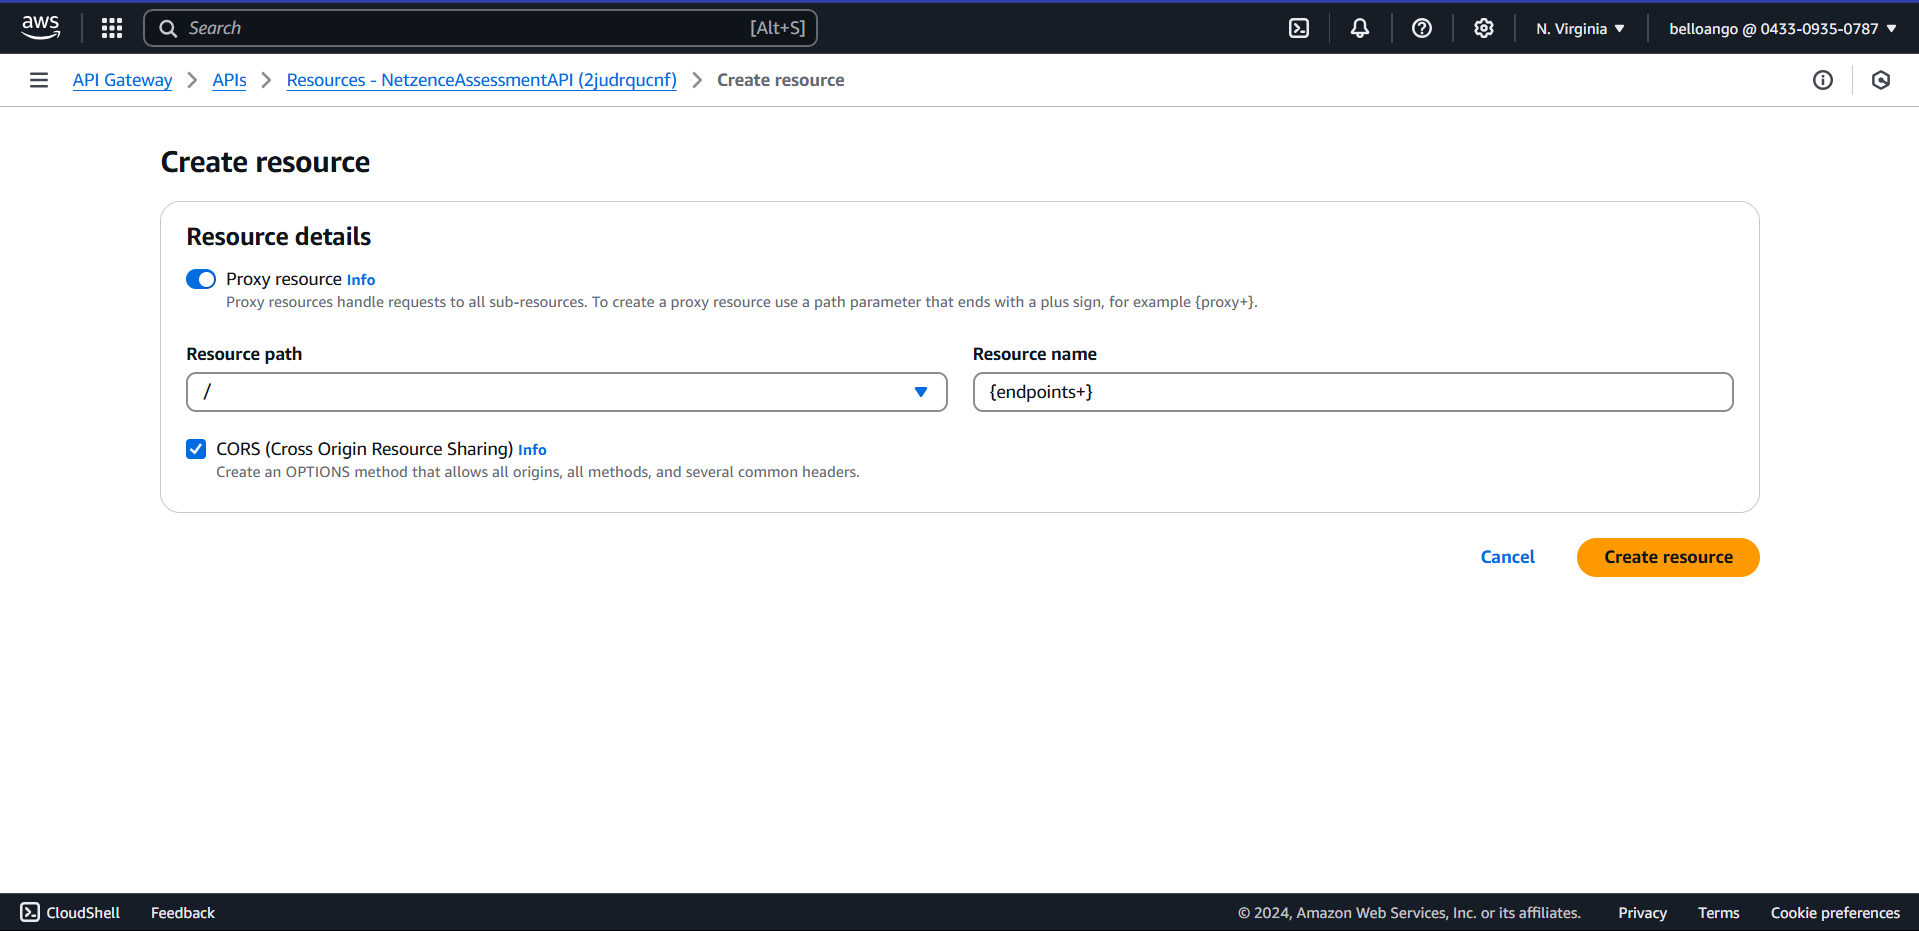 aws
Search [Alt+S]
N. Virginia
belloango @ 0433-0935-0787
API Gateway > APIs > Resources - NetzenceAssessmentAPI (2judrqucnf) > Create resource
Create resource
Resource details
Proxy resource Info
Proxy resources handle requests to all sub-resources. To create a proxy resource use a path parameter that ends with a plus sign, for example {proxy+}.
Resource path
/
Resource name
{endpoints+}
CORS (Cross Origin Resource Sharing) Info
Create an OPTIONS method that allows all origins, all methods, and several common headers.
Cancel
Create resource
CloudShell Feedback © 2024, Amazon Web Services, Inc. or its affiliates. Privacy Terms Cookie preferences